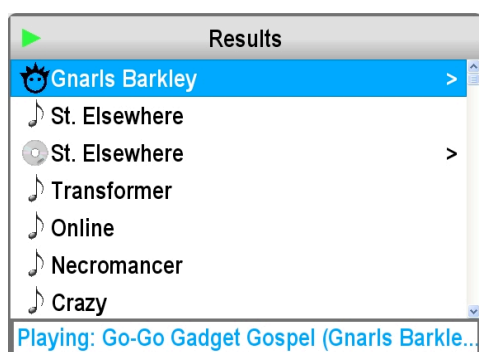 Results
Gnarls Barkley >
St. Elsewhere
St. Elsewhere >
Transformer
Online
Necromancer
Crazy
Playing: Go-Go Gadget Gospel (Gnarls Barkle...